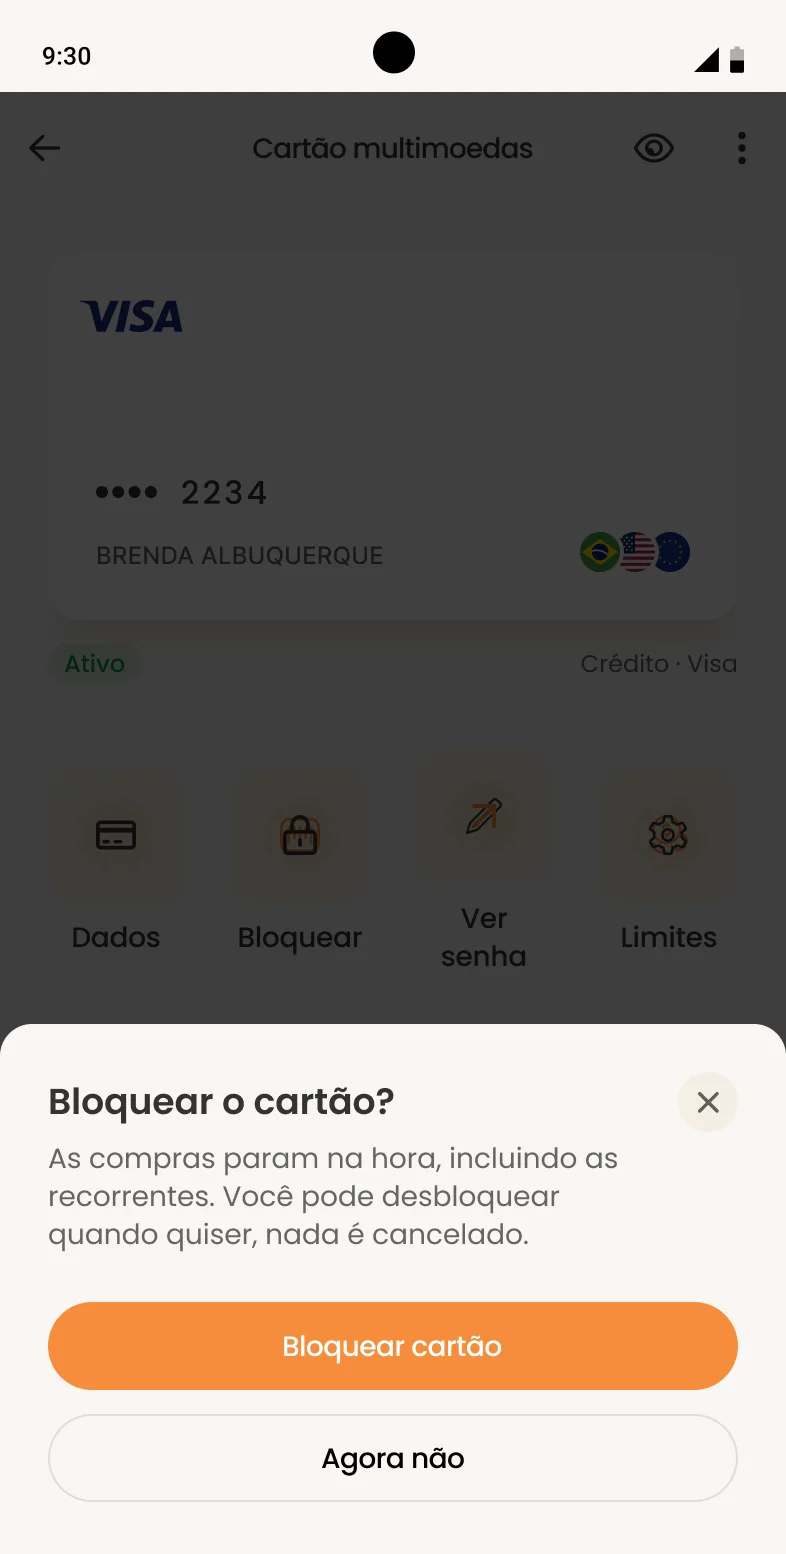 9:30
Cartão multimoedas
VISA
•••• 2234
BRENDA ALBUQUERQUE
Ativo
Crédito · Visa
Dados
Bloquear
Ver
senha
Limites
Bloquear o cartão?
As compras param na hora, incluindo as
recorrentes. Você pode desbloquear
quando quiser, nada é cancelado.
Bloquear cartão
Agora não